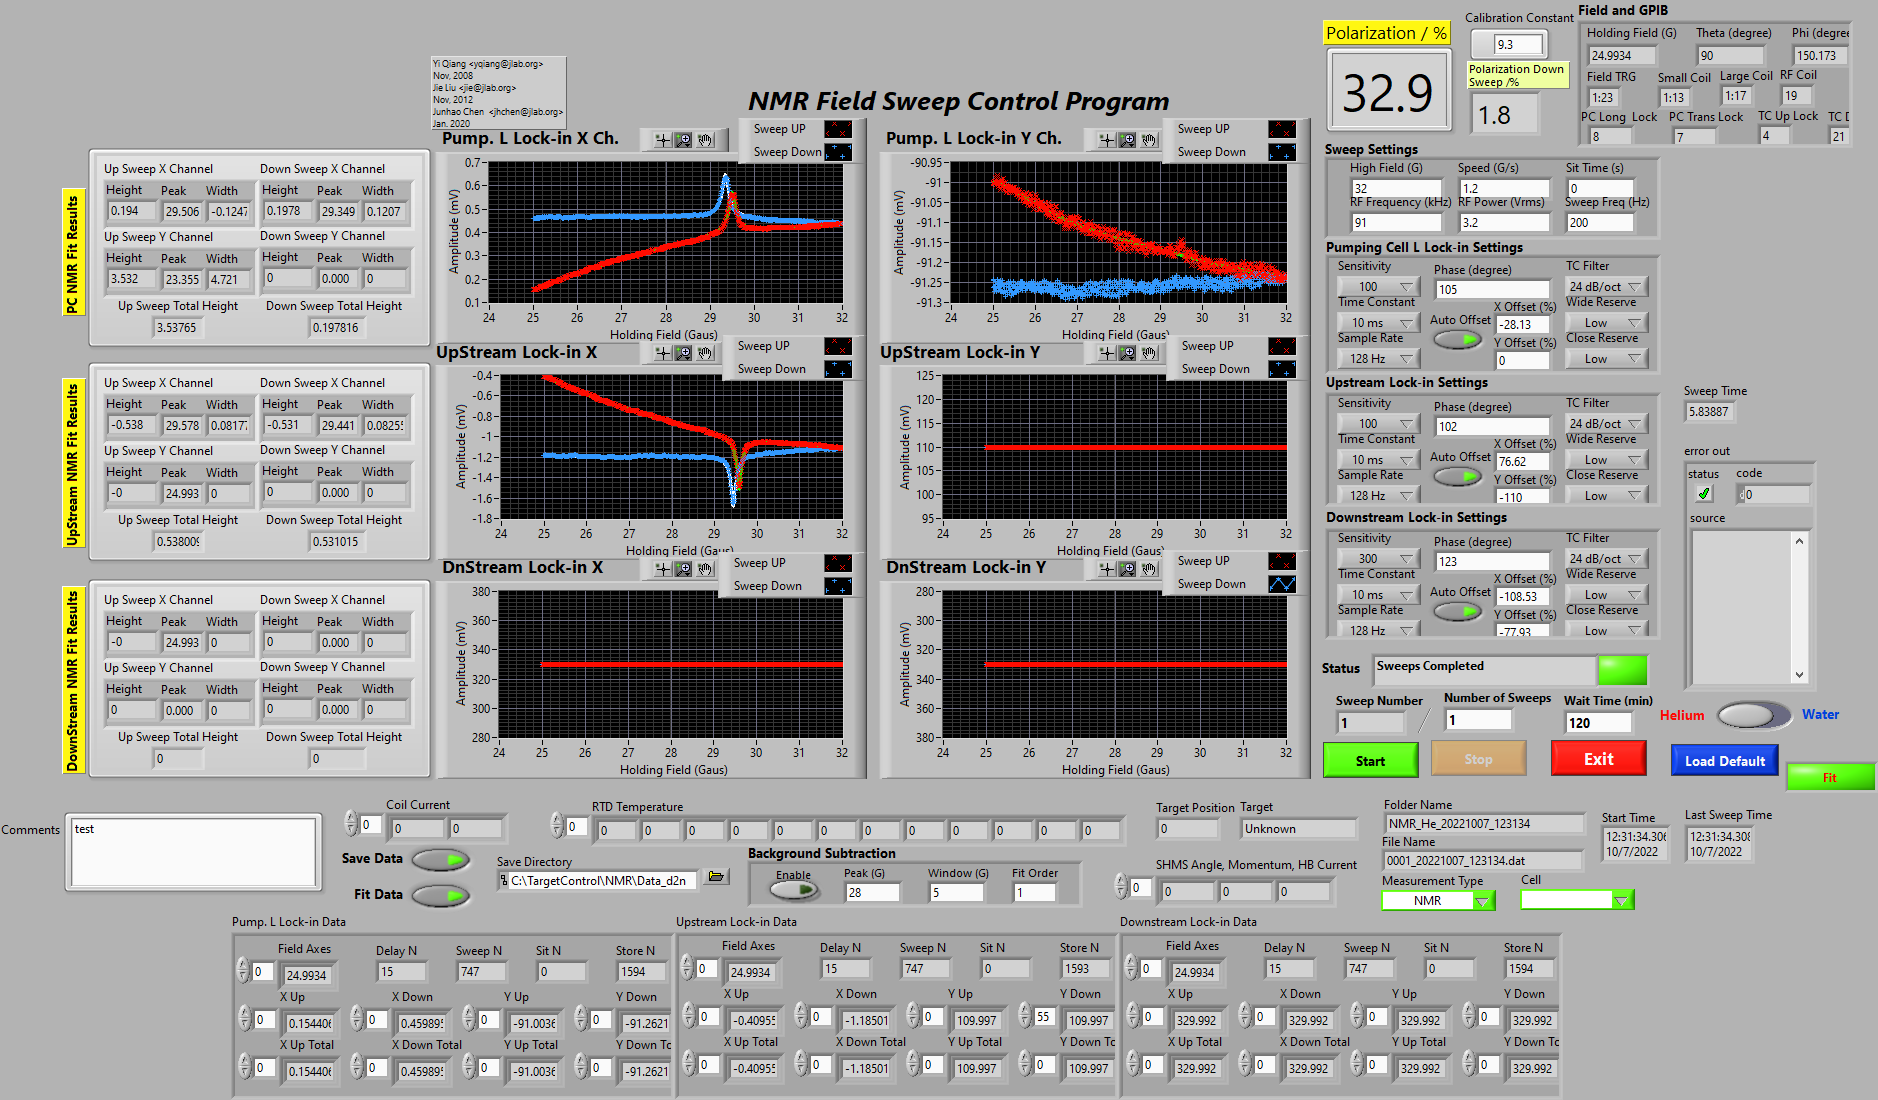 Yi Qiang <yqiang@jlab.org>
Nov, 2008
Jie Liu <jie@jlab.org>
Nov, 2012
Junhao Chen <jhchen@jlab.org>
Jan. 2020
NMR Field Sweep Control Program
Polarization / %
32.9
Calibration Constant
9.3
Polarization Down
Sweep /%
1.8
Field and GPIB
Holding Field (G) Theta (degree) Phi (degree
24.9934 90 150.173
Field TRG Small Coil Large Coil RF Coil
1:23 1:13 1:17 19
PC Long Lock PC Trans Lock TC Up Lock TC D
8 7 4 21
PC NMR Fit Results
Up Sweep X Channel Down Sweep X Channel
Height Peak Width Height Peak Width
0.194 29.506 -0.1247 0.1978 29.349 0.1207
Up Sweep Y Channel Down Sweep Y Channel
Height Peak Width Height Peak Width
3.532 23.355 4.721 0 0.000 0
Up Sweep Total Height Down Sweep Total Height
3.53765 0.197816
UpStream NMR Fit Results
Up Sweep X Channel Down Sweep X Channel
Height Peak Width Height Peak Width
-0.538 29.578 0.08177 -0.531 29.441 0.0825
Up Sweep Y Channel Down Sweep Y Channel
Height Peak Width Height Peak Width
-0 24.993 0 0 0.000 0
Up Sweep Total Height Down Sweep Total Height
0.538009 0.531015
DownStream NMR Fit Results
Up Sweep X Channel Down Sweep X Channel
Height Peak Width Height Peak Width
-0 24.993 0 0 0.000 0
Up Sweep Y Channel Down Sweep Y Channel
Height Peak Width Height Peak Width
0 0.000 0 0 0.000 0
Up Sweep Total Height Down Sweep Total Height
0 0
Pump. L Lock-in X Ch.
Sweep UP
Sweep Down
Amplitude (mV)
0.7
0.6
0.5
0.4
0.3
0.2
0.1
24 25 26 27 28 29 30 31 32
Holding Field (Gaus)
Pump. L Lock-in Y Ch.
Sweep UP
Sweep Down
Amplitude (mV)
-90.95
-91
-91.05
-91.1
-91.15
-91.2
-91.25
-91.3
24 25 26 27 28 29 30 31 32
Holding Field (Gaus)
UpStream Lock-in X
Sweep UP
Sweep Down
Amplitude (mV)
-0.4
-0.6
-0.8
-1
-1.2
-1.4
-1.6
-1.8
24 25 26 27 28 29 30 31 32
Holding Field (Gaus)
UpStream Lock-in Y
Sweep UP
Sweep Down
Amplitude (mV)
125
120
115
110
105
100
95
24 25 26 27 28 29 30 31 32
Holding Field (Gaus)
DnStream Lock-in X
Sweep UP
Sweep Down
Amplitude (mV)
380
360
340
320
300
280
24 25 26 27 28 29 30 31 32
Holding Field (Gaus)
DnStream Lock-in Y
Sweep UP
Sweep Down
Amplitude (mV)
280
300
320
340
360
380
24 25 26 27 28 29 30 31 32
Holding Field (Gaus)
Sweep Settings
High Field (G) Speed (G/s) Sit Time (s)
32 1.2 0
RF Frequency (kHz) RF Power (Vrms) Sweep Freq (Hz)
91 3.2 200
Pumping Cell L Lock-in Settings
Sensitivity Phase (degree) TC Filter
100 105 24 dB/oct
Time Constant X Offset (%) Wide Reserve
10 ms Auto Offset -28.13 Low
Sample Rate Y Offset (%) Close Reserve
128 Hz 0 Low
Upstream Lock-in Settings
Sensitivity Phase (degree) TC Filter
100 102 24 dB/oct
Time Constant X Offset (%) Wide Reserve
10 ms Auto Offset 76.62 Low
Sample Rate Y Offset (%) Close Reserve
128 Hz -110 Low
Downstream Lock-in Settings
Sensitivity Phase (degree) TC Filter
300 123 24 dB/oct
Time Constant X Offset (%) Wide Reserve
10 ms Auto Offset -108.53 Low
Sample Rate Y Offset (%) Close Reserve
128 Hz -77.93 Low
Sweep Time
5.83887
error out
status code
0
source
Status Sweeps Completed
Sweep Number Number of Sweeps Wait Time (min)
1 / 1 120
Helium Water
Start Stop Exit Load Default Fit
Comments
test
Coil Current
0 0 0
Save Data
Fit Data
RTD Temperature
0 0 0 0 0 0 0 0 0 0 0 0 0
Save Directory
C:\TargetControl\NMR\Data_d2n
Background Subtraction
Enable Peak (G) Window (G) Fit Order
28 5 1
Target Position Target
0 Unknown
SHMS Angle, Momentum, HB Current
0 0 0 0
Folder Name
NMR_He_20221007_123134
File Name
0001_20221007_123134.dat
Measurement Type Cell
NMR
Start Time Last Sweep Time
12:31:34.306 12:31:34.308
10/7/2022 10/7/2022
Pump. L Lock-in Data
Field Axes Delay N Sweep N Sit N Store N
0 24.9934 15 747 0 1594
X Up X Down Y Up Y Down
0 0.154406 0 0.459895 0 -91.0036 0 -91.2621
X Up Total X Down Total Y Up Total Y Down To
0 0.154406 0 0.459895 0 -91.0036 0 -91.2621
Upstream Lock-in Data
Field Axes Delay N Sweep N Sit N Store N
0 24.9934 15 747 0 1593
X Up X Down Y Up Y Down
0 -0.40955 0 -1.18501 0 109.997 55 109.997
X Up Total X Down Total Y Up Total Y Down To
0 -0.40955 0 -1.18501 0 109.997 0 109.997
Downstream Lock-in Data
Field Axes Delay N Sweep N Sit N Store N
0 24.9934 15 747 0 1594
X Up X Down Y Up Y Down
0 329.992 0 329.992 0 329.992 0 329.992
X Up Total X Down Total Y Up Total Y Down To
0 329.992 0 329.992 0 329.992 0 329.992